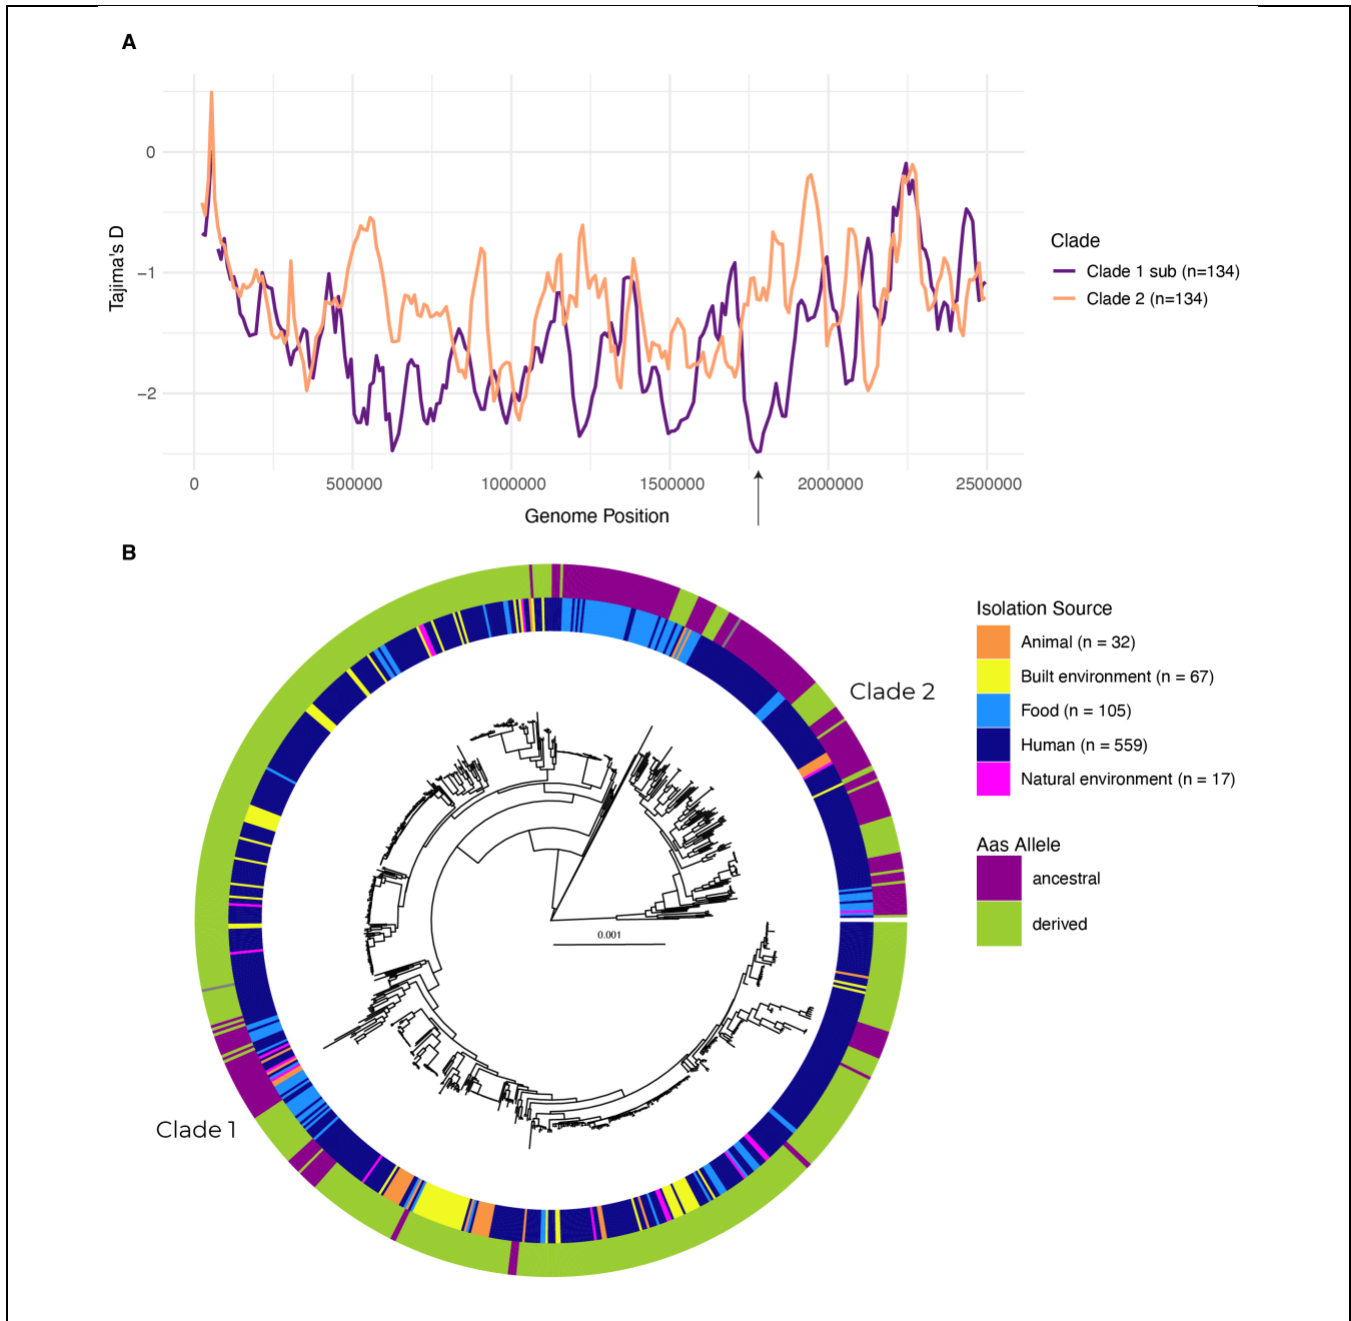 A
0
−1
−2
Tajima's D
0
500000
1000000
1500000
2000000
2500000
Genome Position
Clade
Clade 1 sub (n=134)
Clade 2 (n=134)
B
Clade 2
Clade 1
0.001
Isolation Source
Animal (n = 32)
Built environment (n = 67)
Food (n = 105)
Human (n = 559)
Natural environment (n = 17)
Aas Allele
ancestral
derived